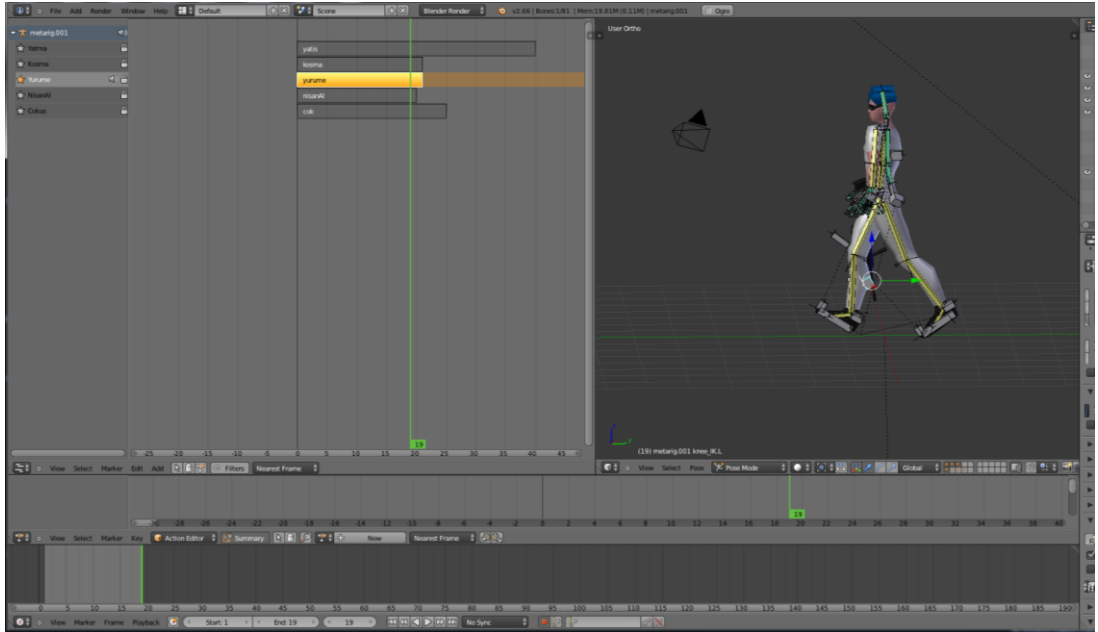 File Add Render Window Help Default Scene Blender Render v2.66 | Bones:1/81 | Mem:19.81M (0.11M) | metarig.001 Ogre
metarig.001
Yatma
Kosma
Yurume
NisanAl
Cokus
yatis
kosma
yurume
nisanAl
cok
19
-25 -20 -15 -10 -5 0 5 10 15 20 25 30 35 40 45
View Select Marker Edit Add Filters Nearest Frame
User Ortho
(19) metarig.001 knee_IK.L
View Select Pose Pose Mode Global
19
-28 -26 -24 -22 -20 -18 -16 -14 -12 -10 -8 -6 -4 -2 0 2 4 6 8 10 12 14 16 18 20 22 24 26 28 30 32 34 36 38 40
View Select Marker Key Action Editor Summary New Nearest Frame
0 5 10 15 20 25 30 35 40 45 50 55 60 65 70 75 80 85 90 95 100 105 110 115 120 125 130 135 140 145 150 155 160 165 170 175 180 185 190
View Marker Frame Playback Start: 1 End: 19 19 No Sync